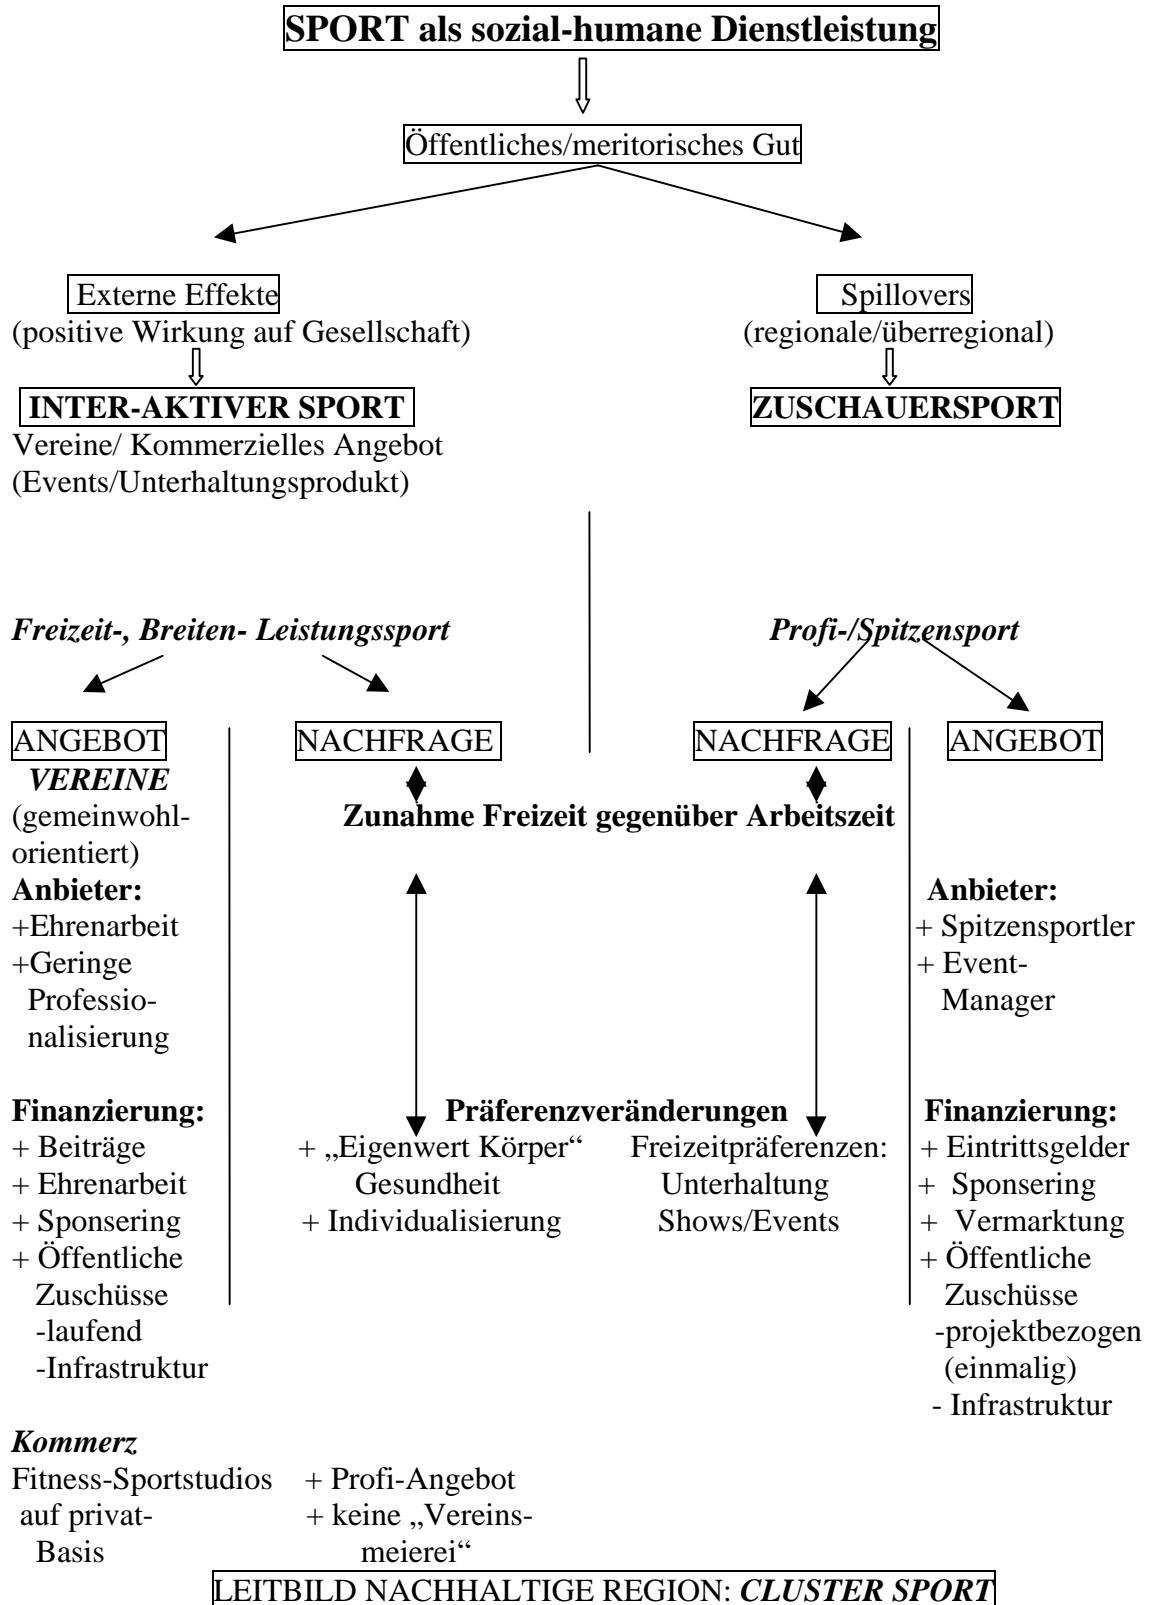 SPORT als sozial-humane Dienstleistung
Öffentliches/meritorisches Gut
Externe Effekte
(positive Wirkung auf Gesellschaft)
Spillovers
(regionale/überregional)
INTER-AKTIVER SPORT
Vereine/ Kommerzielles Angebot
(Events/Unterhaltungsprodukt)
ZUSCHAUERSPORT
Freizeit-, Breiten- Leistungssport
Profi-/Spitzensport
ANGEBOT
VEREINE
(gemeinwohl-
orientiert)
Anbieter:
+Ehrenarbeit
+Geringe
Professio-
nalisierung
Finanzierung:
+ Beiträge
+ Ehrenarbeit
+ Sponsering
+ Öffentliche
Zuschüsse
-laufend
-Infrastruktur
NACHFRAGE
NACHFRAGE
Zunahme Freizeit gegenüber Arbeitszeit
Präferenzveränderungen
+ „Eigenwert Körper“
Gesundheit
+ Individualisierung
Freizeitpräferenzen:
Unterhaltung
Shows/Events
ANGEBOT
Anbieter:
+ Spitzensportler
+ Event-
Manager
Finanzierung:
+ Eintrittsgelder
+ Sponsering
+ Vermarktung
+ Öffentliche
Zuschüsse
-projektbezogen
(einmalig)
- Infrastruktur
Kommerz
Fitness-Sportstudios
auf privat-
Basis
+ Profi-Angebot
+ keine „Vereins-
meierei“
LEITBILD NACHHALTIGE REGION: CLUSTER SPORT